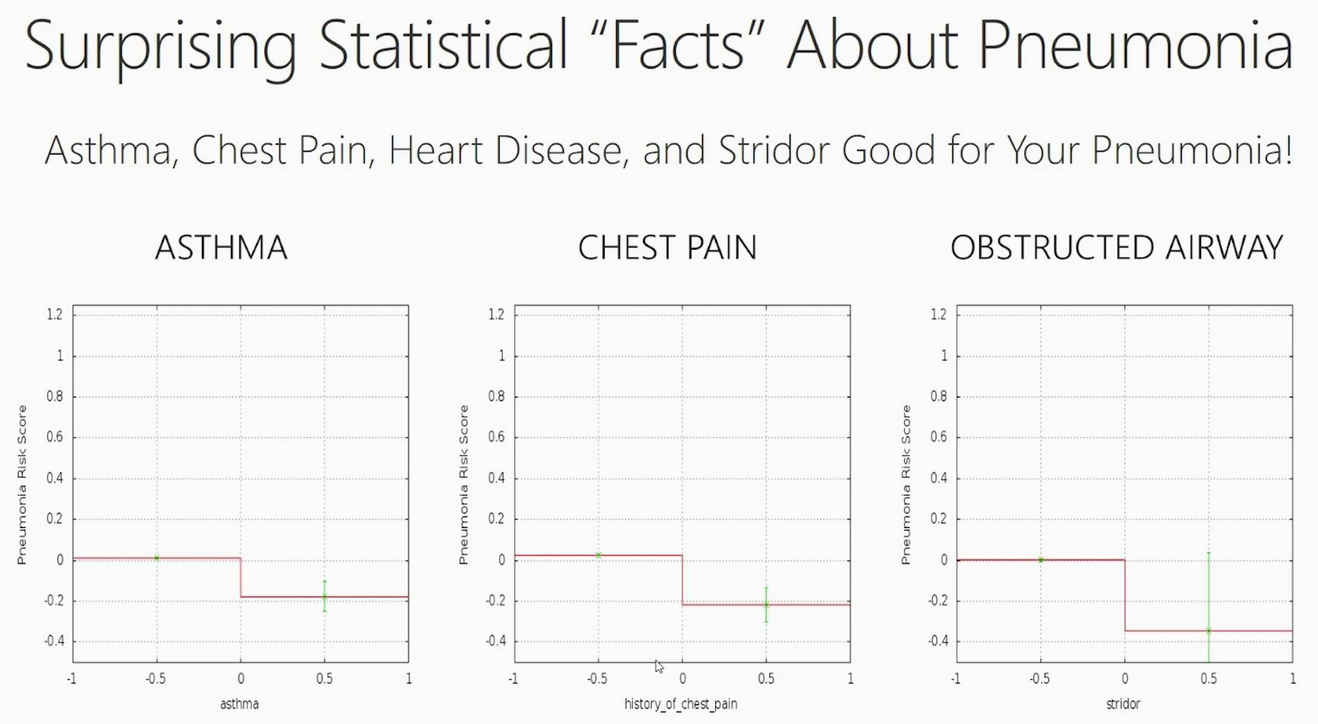 Surprising Statistical “Facts” About Pneumonia
Asthma, Chest Pain, Heart Disease, and Stridor Good for Your Pneumonia!
ASTHMA
1.2
1
0.8
0.6
0.4
0.2
0
-0.2
-0.4
Pneumonia Risk Score
-1 -0.5 0 0.5 1
asthma
CHEST PAIN
1.2
1
0.8
0.6
0.4
0.2
0
-0.2
-0.4
Pneumonia Risk Score
-1 -0.5 0 0.5 1
history_of_chest_pain
OBSTRUCTED AIRWAY
1.2
1
0.8
0.6
0.4
0.2
0
-0.2
-0.4
Pneumonia Risk Score
-1 -0.5 0 0.5 1
stridor